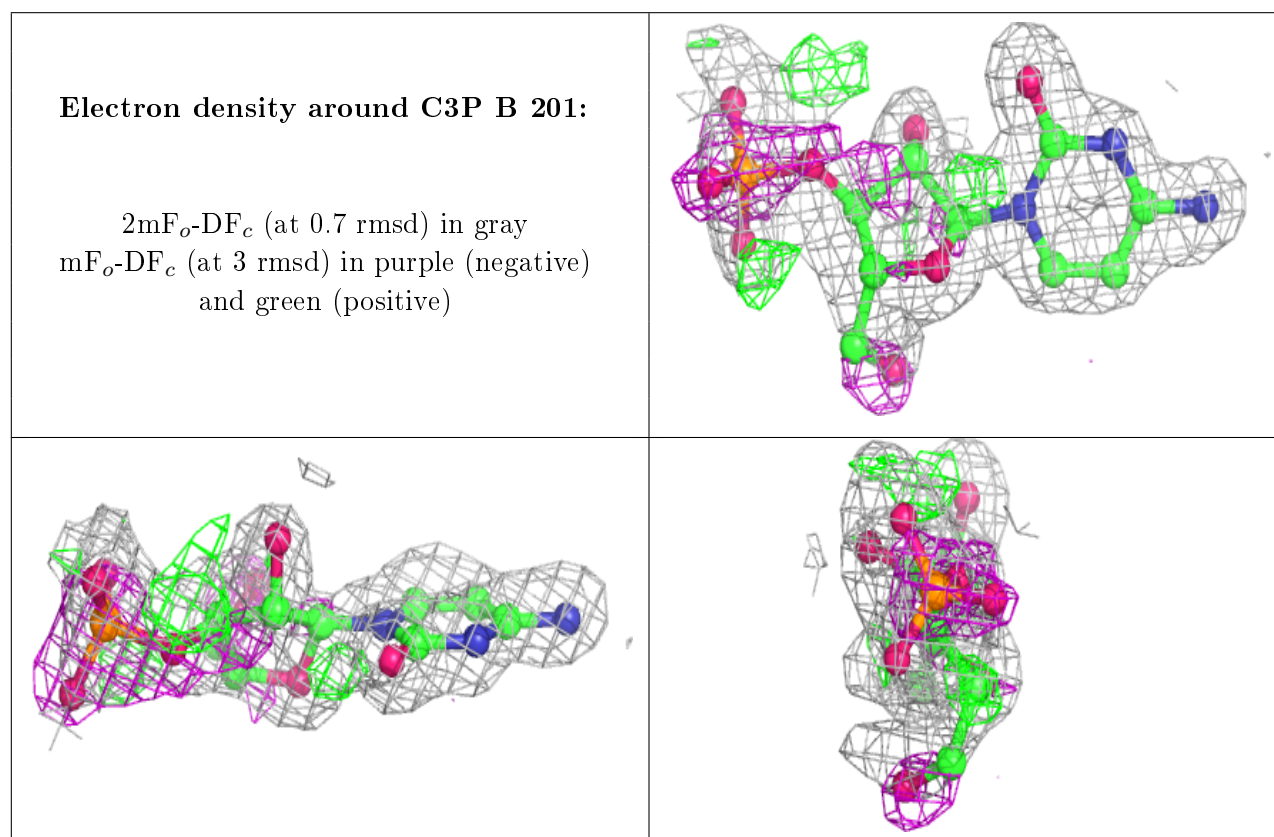 Electron density around C3P B 201:
2mFo-DFc (at 0.7 rmsd) in gray
mFo-DFc (at 3 rmsd) in purple (negative)
and green (positive)